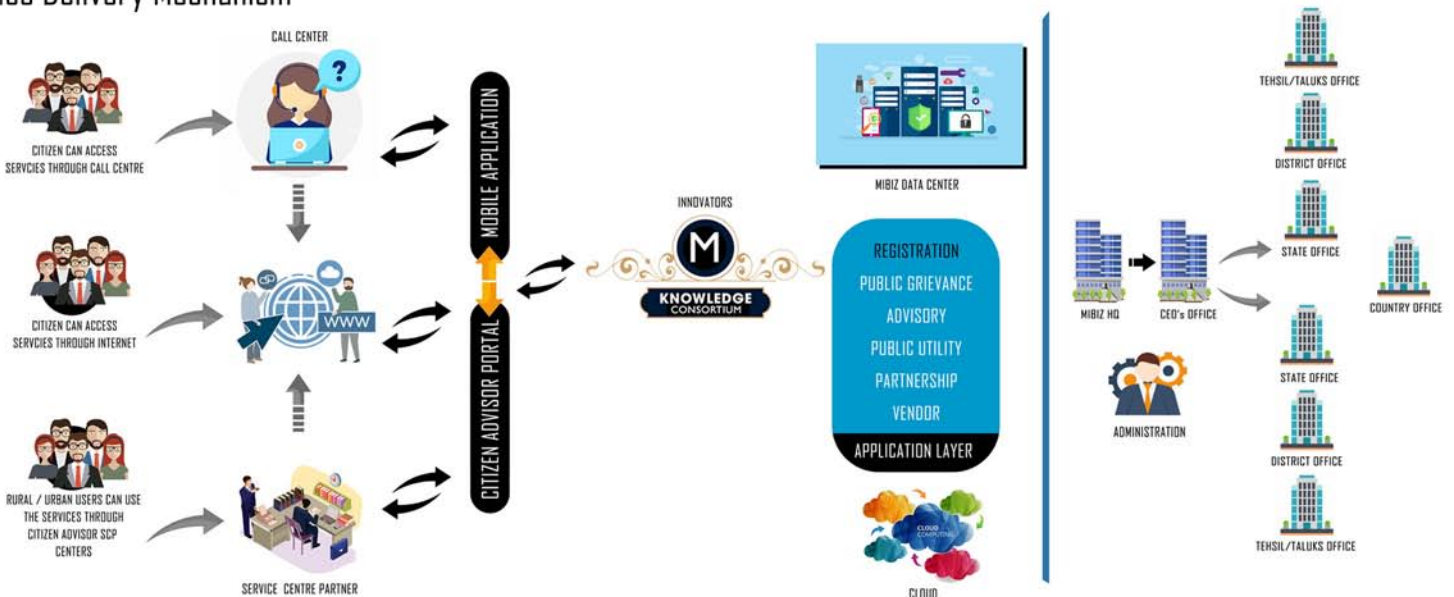 Delivery Mechanism
CALL CENTER
?
CITIZEN CAN ACCESS
SERVCIES THROUGH CALL CENTRE
CITIZEN CAN ACCESS
SERVCIES THROUGH INTERNET
WWW
RURAL / URBAN USERS CAN USE
THE SERVICES THROUGH
CITIZEN ADVISOR SCP
CENTERS
SERVICE CENTRE PARTNER
MOBILE APPLICATION
CITIZEN ADVISOR PORTAL
INNOVATORS
M
KNOWLEDGE
CONSORTIUM
MIBIZ DATA CENTER
REGISTRATION
PUBLIC GRIEVANCE
ADVISORY
PUBLIC UTILITY
PARTNERSHIP
VENDOR
APPLICATION LAYER
CLOUD
COMPUTING
CLOUD
MIBIZ HQ
CEO's OFFICE
ADMINISTRATION
TEHSIL/TALUKS OFFICE
DISTRICT OFFICE
STATE OFFICE
COUNTRY OFFICE
STATE OFFICE
DISTRICT OFFICE
TEHSIL/TALUKS OFFICE